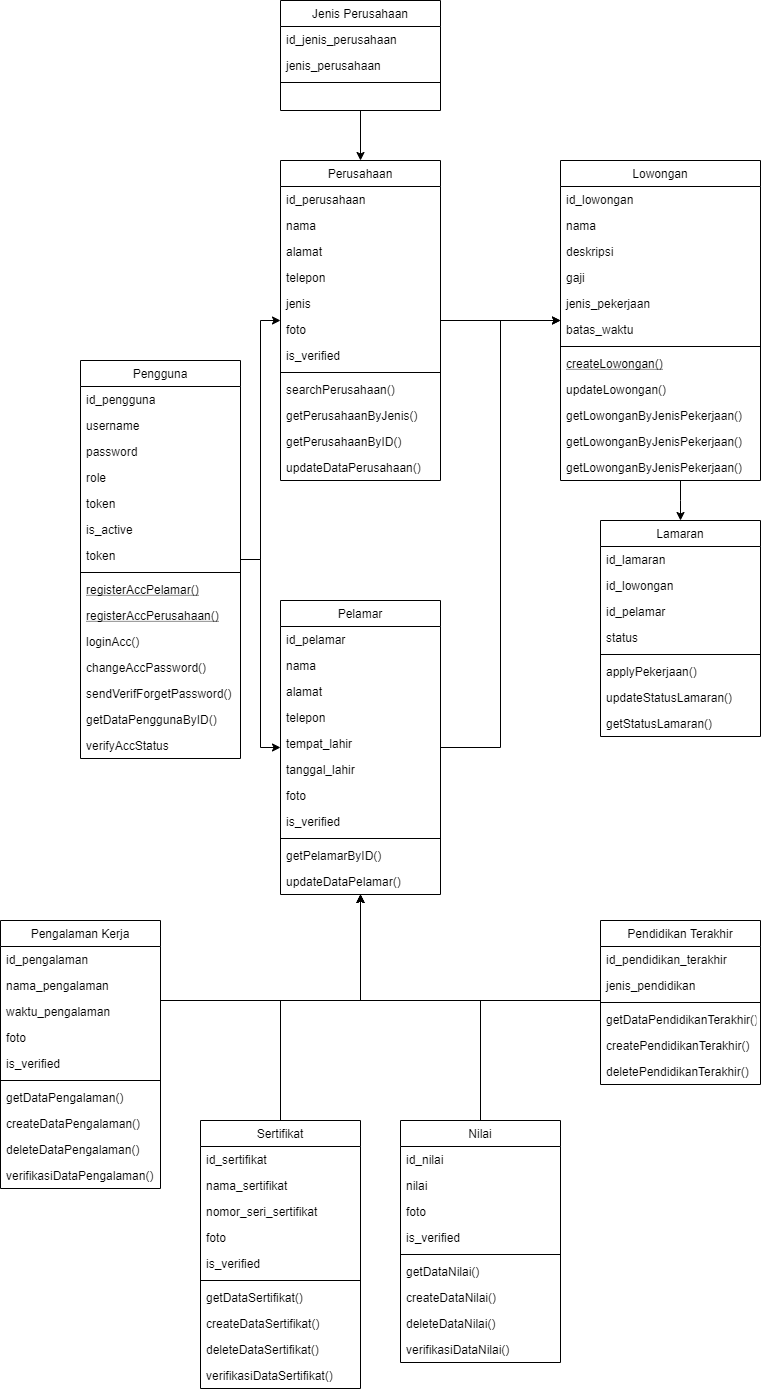 Jenis Perusahaan
id_jenis_perusahaan
jenis_perusahaan
Perusahaan
id_perusahaan
nama
alamat
telepon
jenis
foto
is_verified
searchPerusahaan()
getPerusahaanByJenis()
getPerusahaanByID()
updateDataPerusahaan()
Lowongan
id_lowongan
nama
deskripsi
gaji
jenis_pekerjaan
batas_waktu
createLowongan()
updateLowongan()
getLowonganByJenisPekerjaan()
getLowonganByJenisPekerjaan()
getLowonganByJenisPekerjaan()
Pengguna
id_pengguna
username
password
role
token
is_active
token
registerAccPelamar()
registerAccPerusahaan()
loginAcc()
changeAccPassword()
sendVerifForgetPassword()
getDataPenggunaByID()
verifyAccStatus
Lamaran
id_lamaran
id_lowongan
id_pelamar
status
applyPekerjaan()
updateStatusLamaran()
getStatusLamaran()
Pelamar
id_pelamar
nama
alamat
telepon
tempat_lahir
tanggal_lahir
foto
is_verified
getPelamarByID()
updateDataPelamar()
Pengalaman Kerja
id_pengalaman
nama_pengalaman
waktu_pengalaman
foto
is_verified
getDataPengalaman()
createDataPengalaman()
deleteDataPengalaman()
verifikasiDataPengalaman()
Pendidikan Terakhir
id_pendidikan_terakhir
jenis_pendidikan
getDataPendidikanTerakhir()
createPendidikanTerakhir()
deletePendidikanTerakhir()
Sertifikat
id_sertifikat
nama_sertifikat
nomor_seri_sertifikat
foto
is_verified
getDataSertifikat()
createDataSertifikat()
deleteDataSertifikat()
verifikasiDataSertifikat()
Nilai
id_nilai
nilai
foto
is_verified
getDataNilai()
createDataNilai()
deleteDataNilai()
verifikasiDataNilai()